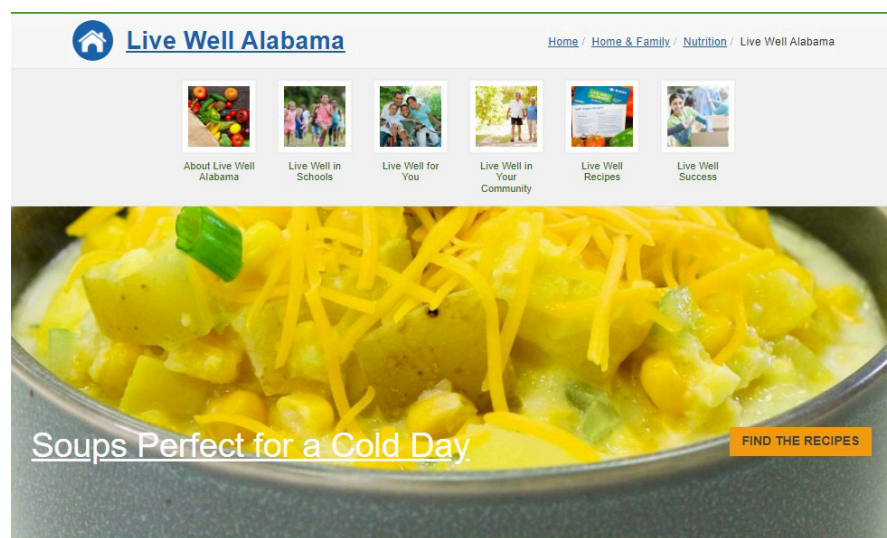 Live Well Alabama
Home / Home & Family / Nutrition / Live Well Alabama
About Live Well
Alabama
Live Well in
Schools
Live Well for
You
Live Well in
Your
Community
Live Well
Recipes
Live Well
Success
Soups Perfect for a Cold Day
FIND THE RECIPES